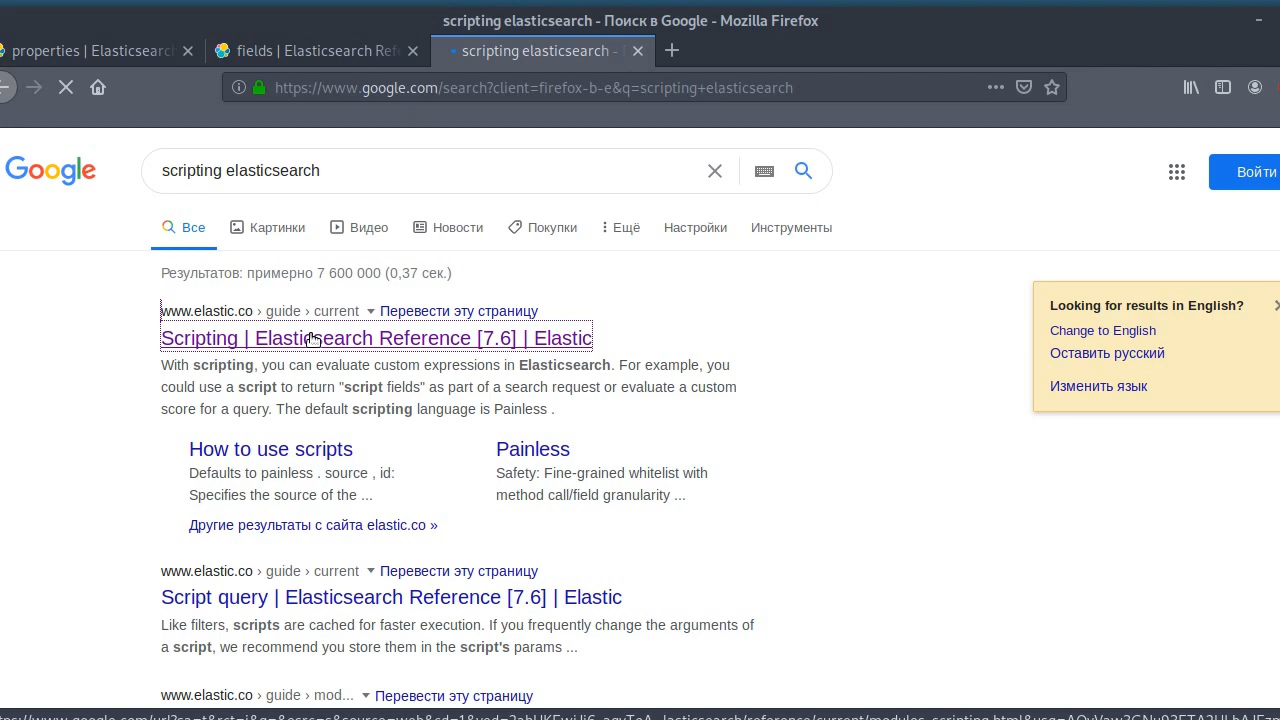 scripting elasticsearch - Поиск в Google - Mozilla Firefox
properties | Elasticsearch
fields | Elasticsearch Ref
scripting elasticsearch -
https://www.google.com/search?client=firefox-b-e&q=scripting+elasticsearch
Google
scripting elasticsearch
Войти
Все
Картинки
Видео
Новости
Покупки
Ещё
Настройки
Инструменты
Результатов: примерно 7 600 000 (0,37 сек.)
www.elastic.co › guide › current Перевести эту страницу
Scripting | Elasticsearch Reference [7.6] | Elastic
With scripting, you can evaluate custom expressions in Elasticsearch. For example, you
could use a script to return "script fields" as part of a search request or evaluate a custom
score for a query. The default scripting language is Painless .
How to use scripts
Defaults to painless . source , id:
Specifies the source of the ...
Painless
Safety: Fine-grained whitelist with
method call/field granularity ...
Другие результаты с сайта elastic.co »
www.elastic.co › guide › current Перевести эту страницу
Script query | Elasticsearch Reference [7.6] | Elastic
Like filters, scripts are cached for faster execution. If you frequently change the arguments of
a script, we recommend you store them in the script's params ...
www.elastic.co › guide › mod... Перевести эту страницу
Looking for results in English?
Change to English
Оставить русский
Изменить язык